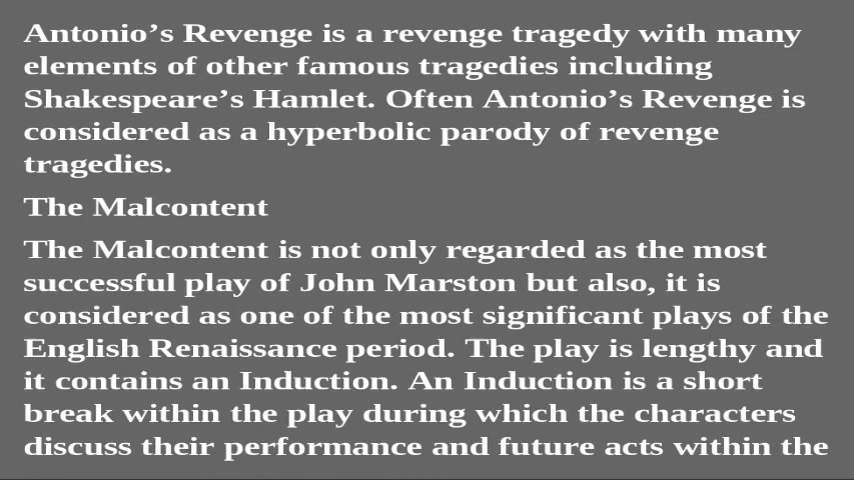 Antonio’s Revenge is a revenge tragedy with many
elements of other famous tragedies including
Shakespeare’s Hamlet. Often Antonio’s Revenge is
considered as a hyperbolic parody of revenge
tragedies.
The Malcontent
The Malcontent is not only regarded as the most
successful play of John Marston but also, it is
considered as one of the most significant plays of the
English Renaissance period. The play is lengthy and
it contains an Induction. An Induction is a short
break within the play during which the characters
discuss their performance and future acts within the